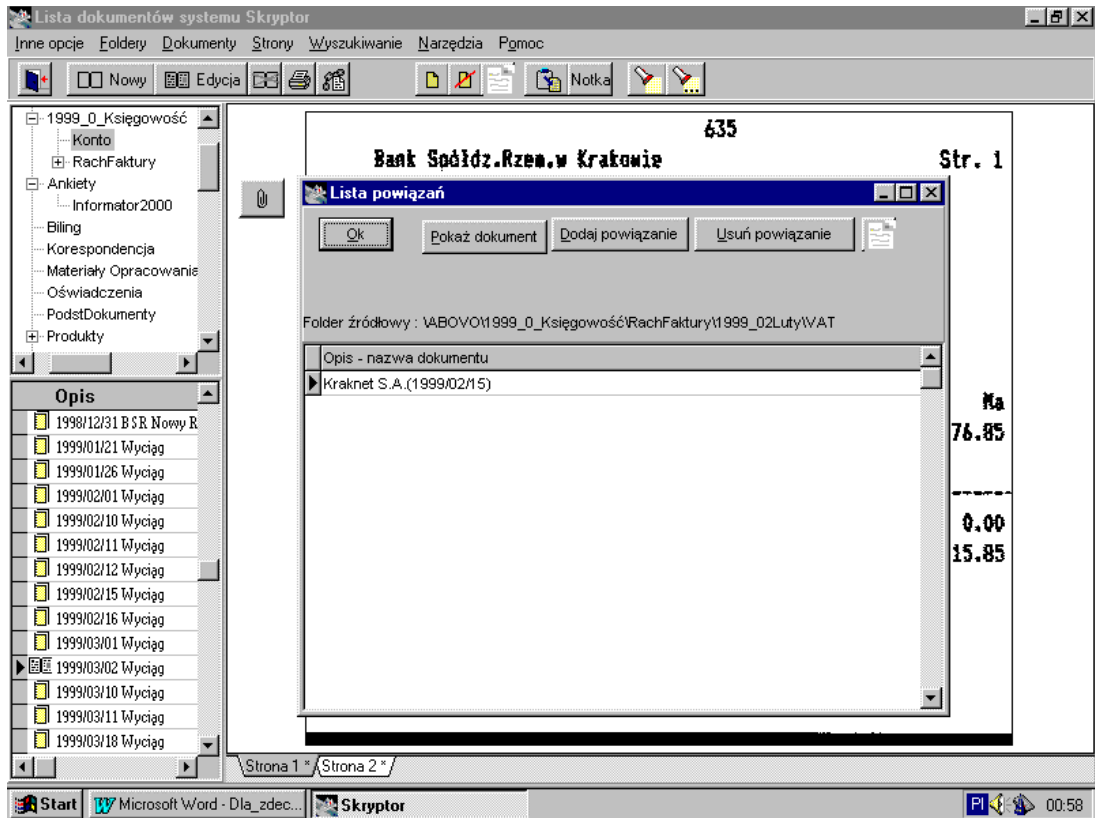 Lista dokumentów systemu Skryptor
Inne opcje Foldery Dokumenty Strony Wyszukiwanie Narzędzia Pomoc
Nowy Edycja Notka
1999_0_Księgowość
Konto
RachFaktury
Ankiety
Informator2000
Biling
Korespondencja
Materiały Opracowania
Oświadczenia
PodstDokumenty
Produkty
Opis
1998/12/31 BSR Nowy R
1999/01/21 Wyciąg
1999/01/26 Wyciąg
1999/02/01 Wyciąg
1999/02/10 Wyciąg
1999/02/11 Wyciąg
1999/02/12 Wyciąg
1999/02/15 Wyciąg
1999/02/16 Wyciąg
1999/03/01 Wyciąg
1999/03/02 Wyciąg
1999/03/10 Wyciąg
1999/03/11 Wyciąg
1999/03/18 Wyciąg
635
Bank Spółdz.Rzem.w Krakowie Str. 1
Lista powiązań
Ok Pokaż dokument Dodaj powiązanie Usuń powiązanie
Folder źródłowy : \ABOVO\1999_0_Księgowość\RachFaktury\1999_02Luty\VAT
Opis - nazwa dokumentu
Kraknet S.A.(1999/02/15)
Ma
76.85
0.00
15.85
Strona 1 * Strona 2 *
Start Microsoft Word - Dla_zdec... Skryptor Pl 00:58